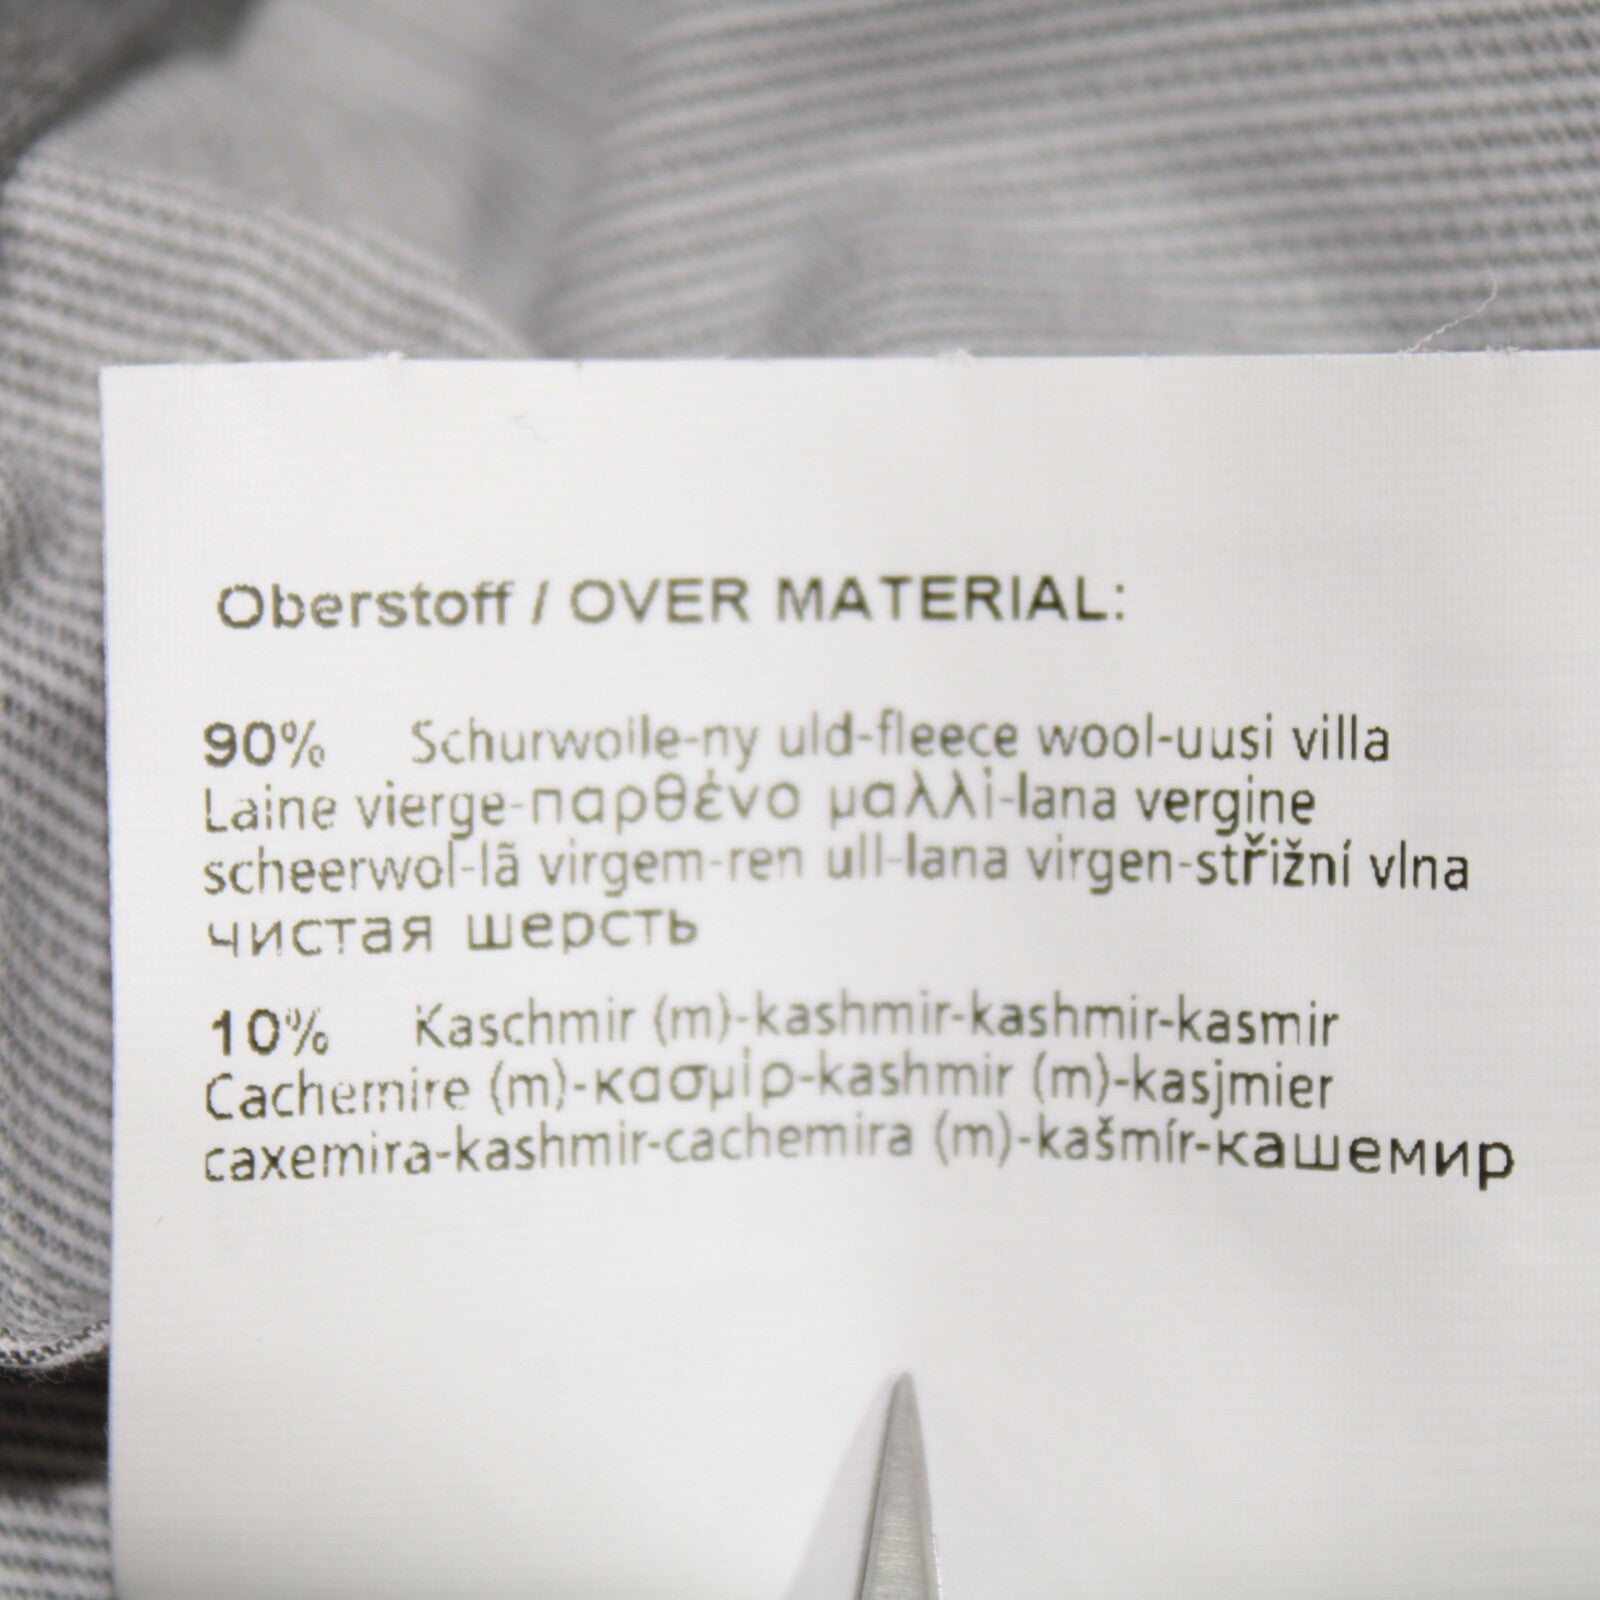 Oberstoff / OVER MATERIAL:
90% Schurwolle-ny uld-fleece wool-uusi villa
Laine vierge-παρθένο μαλλί-lana vergine
scheerwol-lã virgem-ren ull-lana virgen-střižní vlna
чистая шерсть
10% Kaschmir (m)-kashmir-kashmir-kasmir
Cachemire (m)-κασμίρ-kashmir (m)-kasjmier
caxemira-kashmir-cachemira (m)-kašmír-кашемир